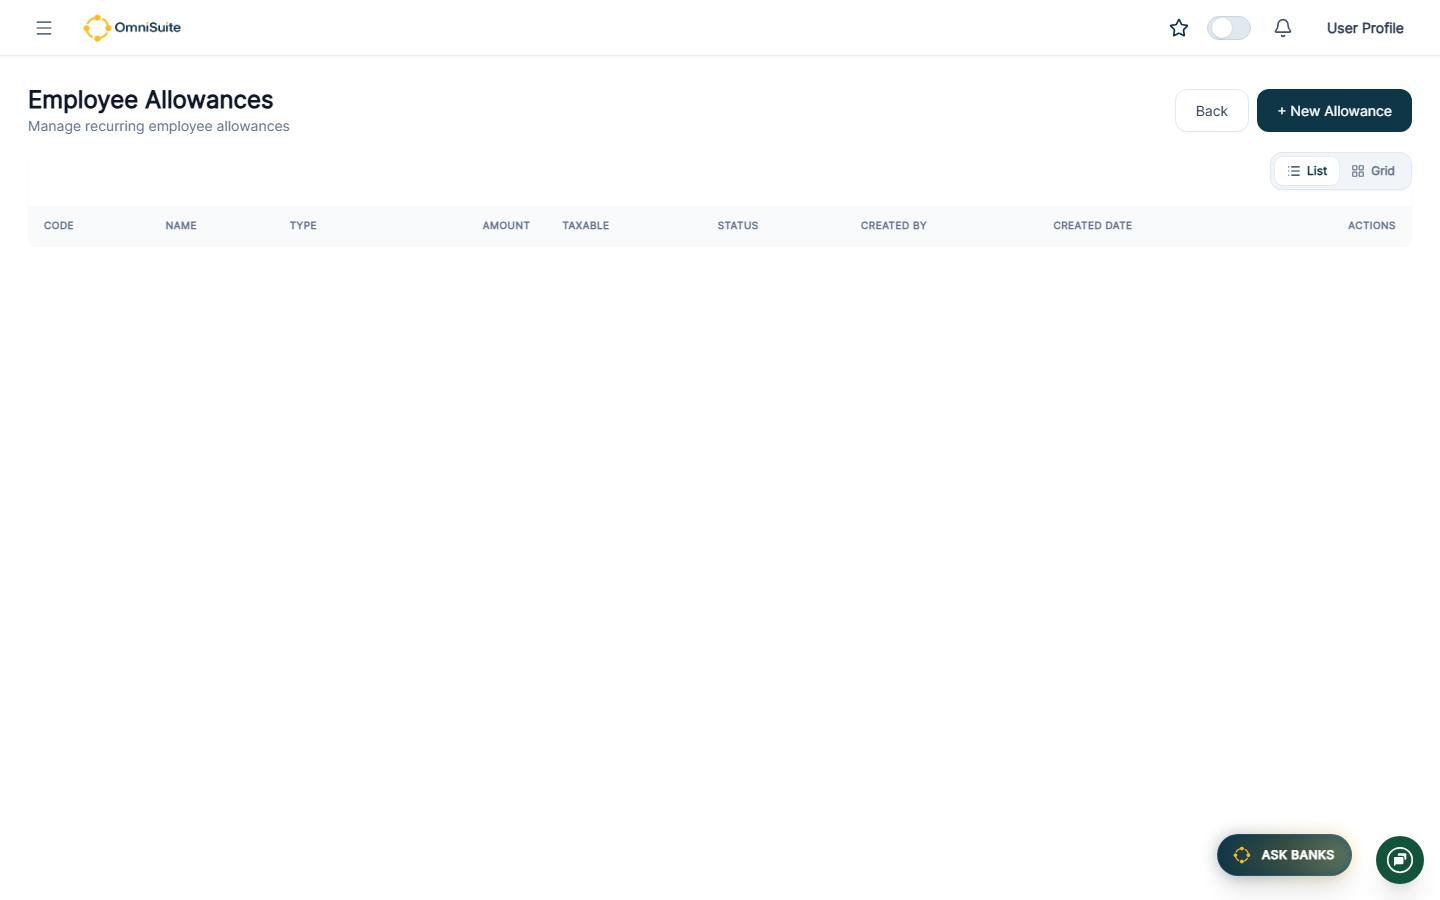 OmniSuite
User Profile
Employee Allowances
Manage recurring employee allowances
Back
+ New Allowance
List
Grid
CODE NAME TYPE AMOUNT TAXABLE STATUS CREATED BY CREATED DATE ACTIONS
ASK BANKS